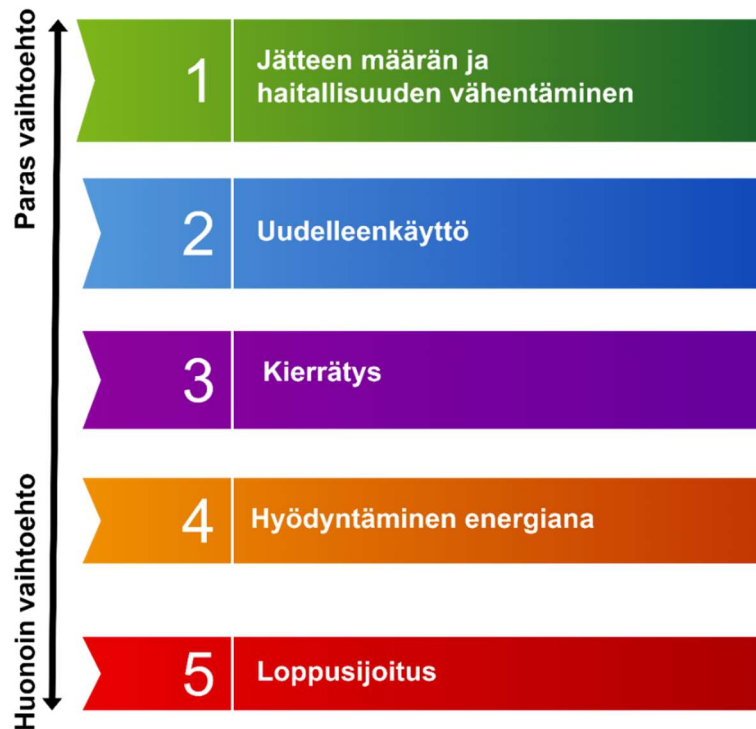 Paras vaihtoehto
Huonoin vaihtoehto
1
Jätteen määrän ja
haitallisuuden vähentäminen
2
Uudelleenkäyttö
3
Kierrätys
4
Hyödyntäminen energiana
5
Loppusijoitus